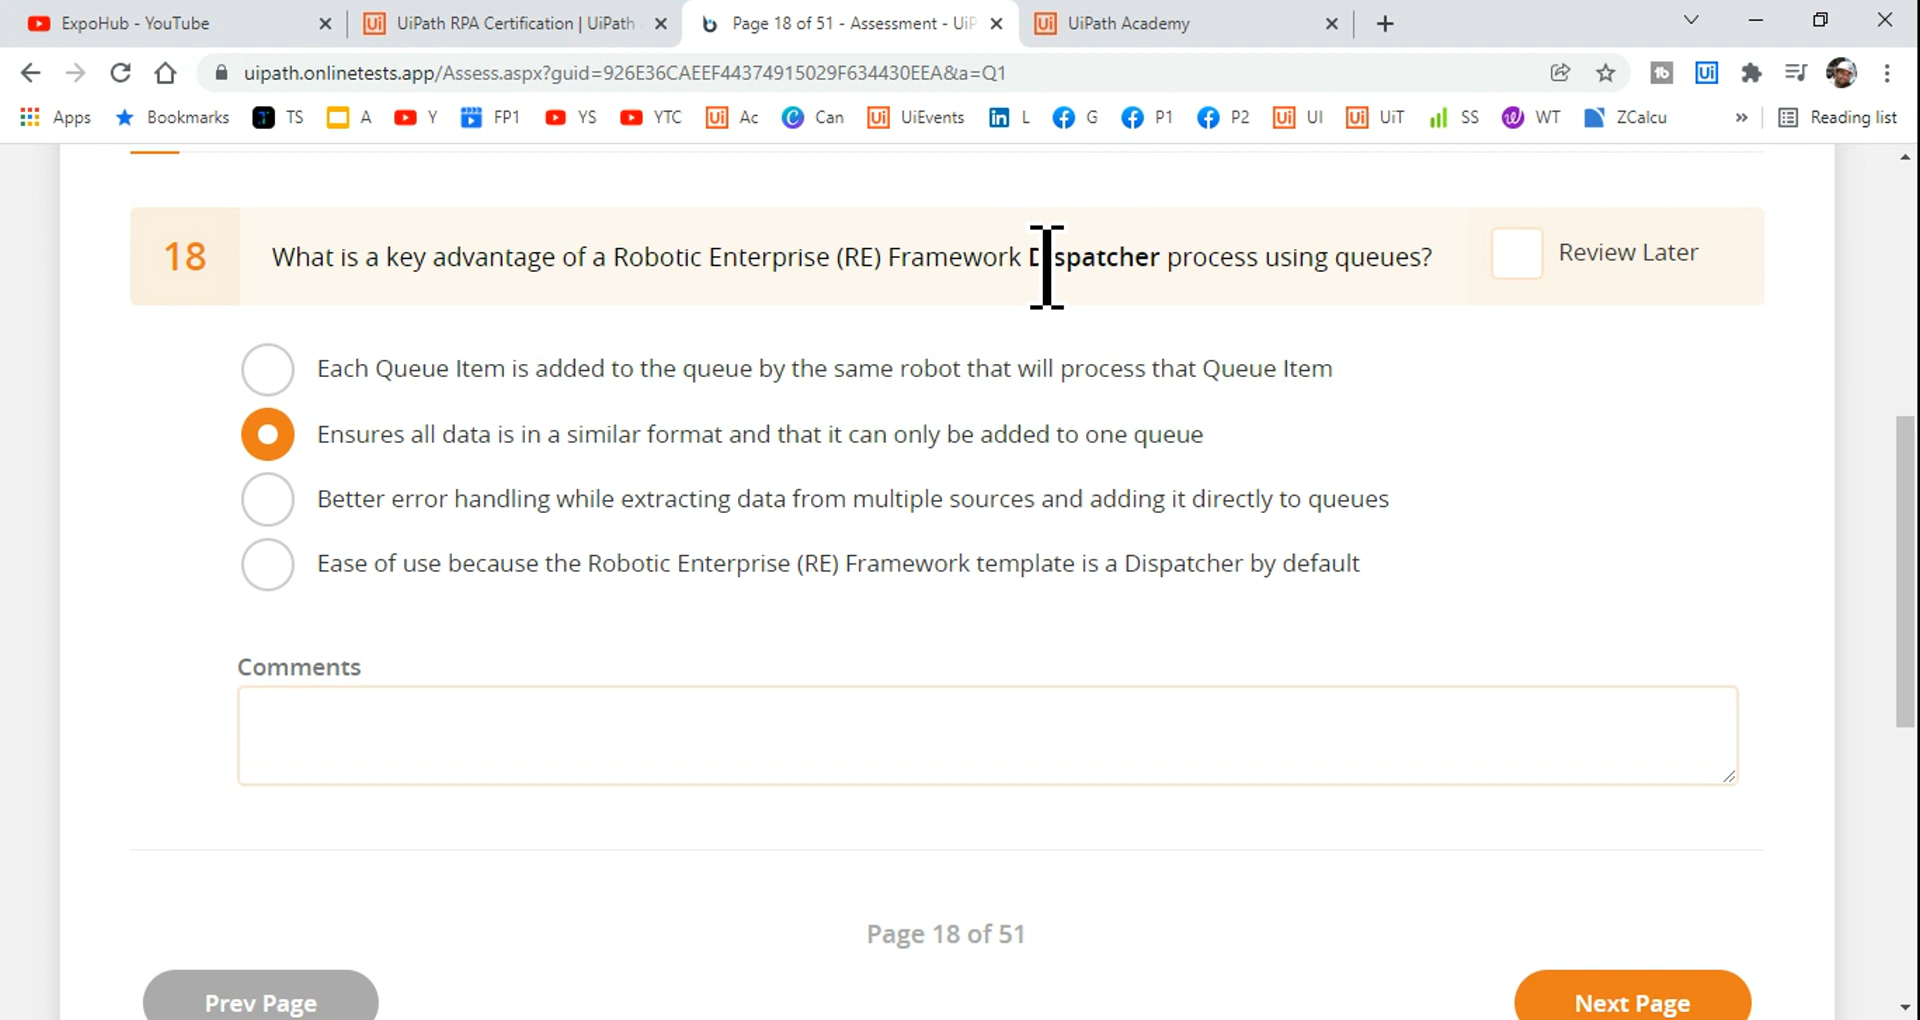 ExpoHub - YouTube
UiPath RPA Certification | UiPath
Page 18 of 51 - Assessment - UiP
UiPath Academy
uipath.onlinetests.app/Assess.aspx?guid=926E36CAEEF44374915029F634430EEA&a=Q1
Apps
Bookmarks
TS
A
Y
FP1
YS
YTC
Ac
Can
UiEvents
L
G
P1
P2
UI
UiT
SS
WT
ZCalcu
»
Reading list
18
What is a key advantage of a Robotic Enterprise (RE) Framework Dispatcher process using queues?
Review Later
Each Queue Item is added to the queue by the same robot that will process that Queue Item
Ensures all data is in a similar format and that it can only be added to one queue
Better error handling while extracting data from multiple sources and adding it directly to queues
Ease of use because the Robotic Enterprise (RE) Framework template is a Dispatcher by default
Comments
Page 18 of 51
Prev Page
Next Page